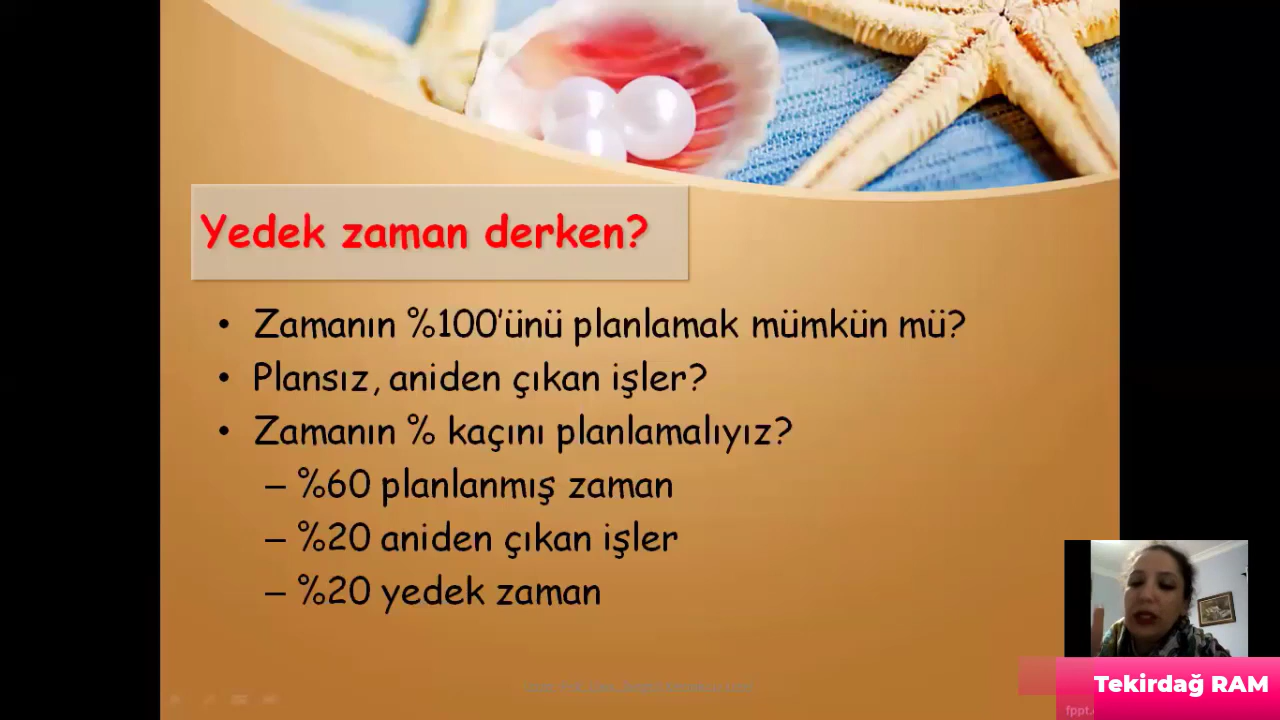 Yedek zaman derken?
• Zamanın %100'ünü planlamak mümkün mü?
• Plansız, aniden çıkan işler?
• Zamanın % kaçını planlamalıyız?
– %60 planlanmış zaman
– %20 aniden çıkan işler
– %20 yedek zaman
Tekirdağ RAM